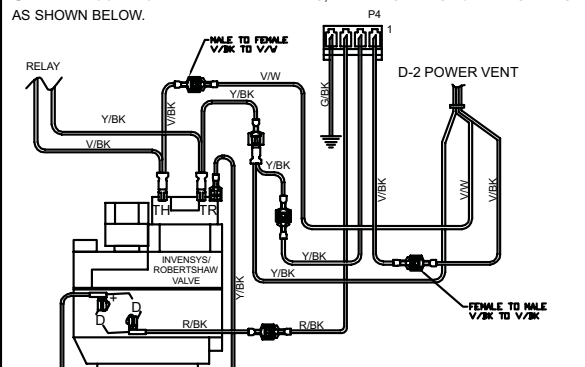 AS SHOWN BELOW.
P4
1
MALE TO FEMALE
V/BK TO V/W
RELAY
V/W
D-2 POWER VENT
Y/BK
G/BK
V/BK
Y/BK
V/BK
Y/BK
V/BK
V/W
V/BK
TH
TR
INVENSYS/
ROBERTSHAW
VALVE
Y/BK
Y/BK
Y/BK
+
D
D
R/BK
R/BK
FEMALE TO MALE
V/BK TO V/BK